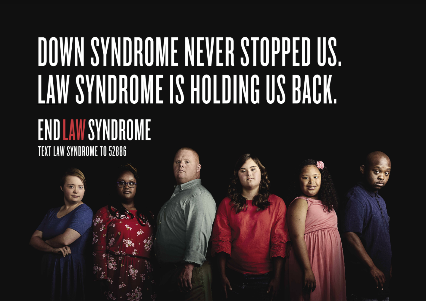 DOWN SYNDROME NEVER STOPPED US.
LAW SYNDROME IS HOLDING US BACK.
END LAW SYNDROME
TEXT LAW SYNDROME TO 52886